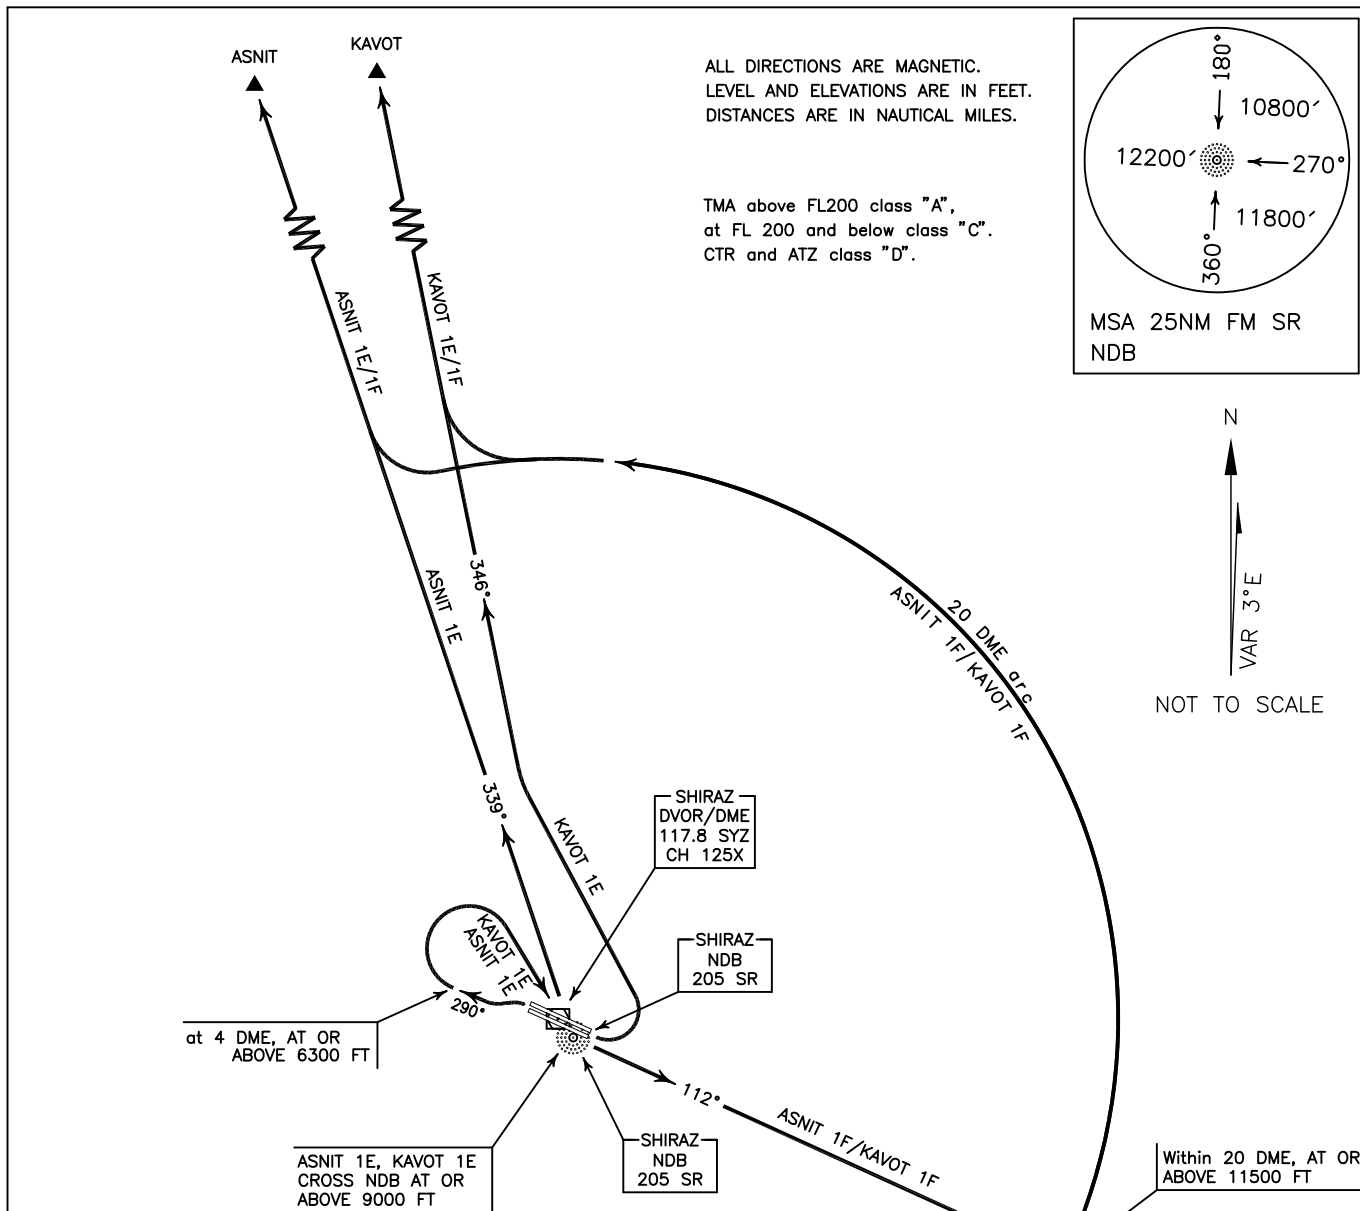 ASNIT
KAVOT
ALL DIRECTIONS ARE MAGNETIC.
LEVEL AND ELEVATIONS ARE IN FEET.
DISTANCES ARE IN NAUTICAL MILES.
TMA above FL200 class "A",
at FL 200 and below class "C".
CTR and ATZ class "D".
180°
10800′
12200′
270°
11800′
360°
MSA 25NM FM SR
NDB
ASNIT 1E/1F
KAVOT 1E/1F
N
VAR 3°E
NOT TO SCALE
346°
ASNIT 1E
20 DME arc
ASNIT 1F/KAVOT 1F
339°
KAVOT 1E
SHIRAZ
DVOR/DME
117.8 SYZ
CH 125X
KAVOT 1E
ASNIT 1E
290°
SHIRAZ
NDB
205 SR
at 4 DME, AT OR
ABOVE 6300 FT
112°
ASNIT 1F/KAVOT 1F
ASNIT 1E, KAVOT 1E
CROSS NDB AT OR
ABOVE 9000 FT
SHIRAZ
NDB
205 SR
Within 20 DME, AT OR
ABOVE 11500 FT